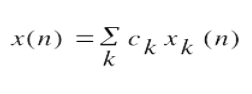 x(n) = Σ c_k x_k (n)
k